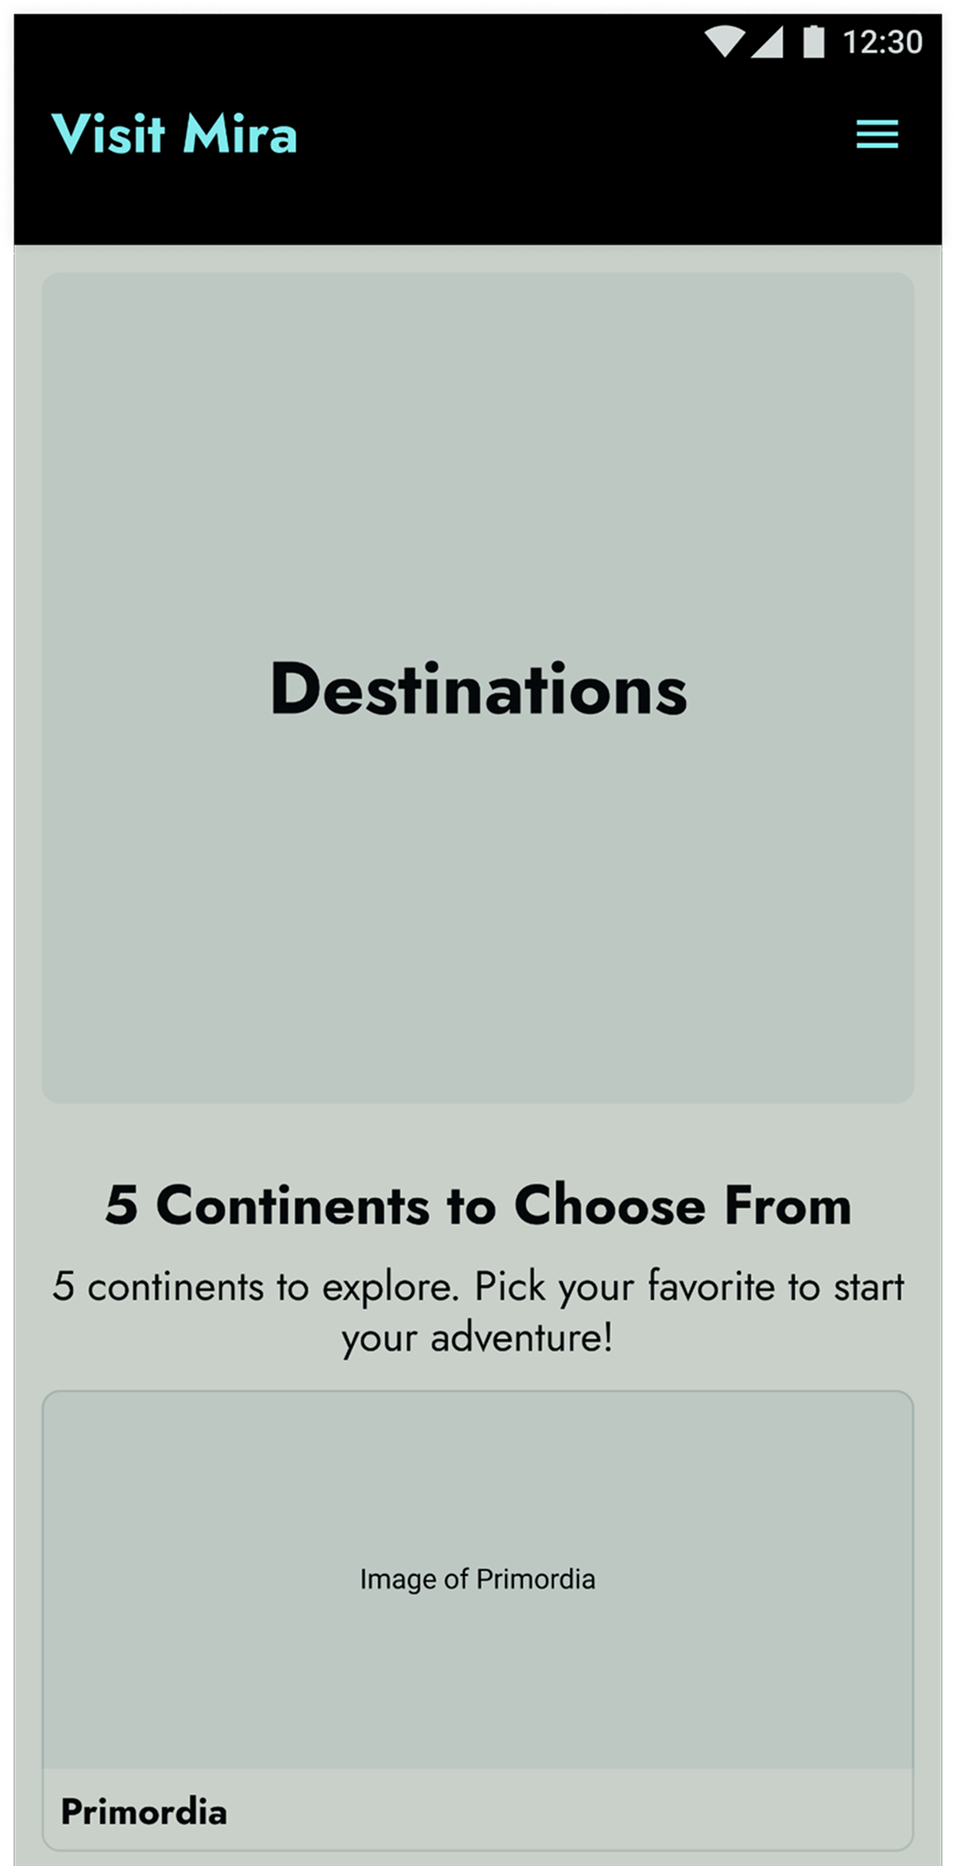 12:30
Visit Mira
Destinations
5 Continents to Choose From
5 continents to explore. Pick your favorite to start
your adventure!
Image of Primordia
Primordia